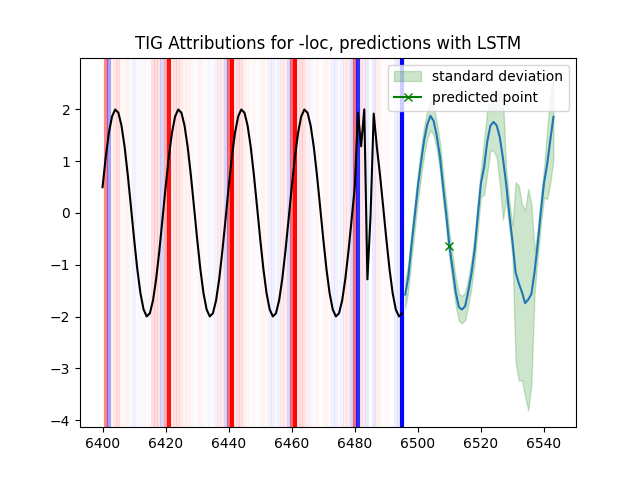 TIG Attributions for -loc, predictions with LSTM
standard deviation
predicted point
2
1
0
−1
−2
−3
−4
6400 6420 6440 6460 6480 6500 6520 6540